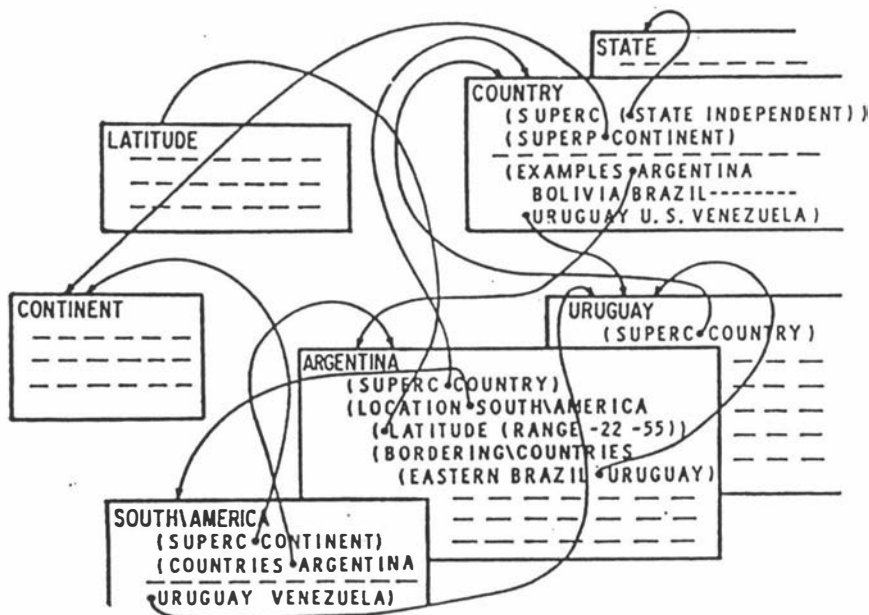 STATE
COUNTRY
(SUPERC (STATE INDEPENDENT))
(SUPERP CONTINENT)
(EXAMPLES ARGENTINA
BOLIVIA BRAZIL--------
URUGUAY U.S. VENEZUELA)
LATITUDE
CONTINENT
URUGUAY
(SUPERC COUNTRY)
ARGENTINA
(SUPERC COUNTRY)
(LOCATION SOUTH\AMERICA
(LATITUDE (RANGE -22 -55))
(BORDERING\COUNTRIES
(EASTERN BRAZIL URUGUAY)
SOUTH\AMERICA
(SUPERC CONTINENT)
(COUNTRIES ARGENTINA
URUGUAY VENEZUELA)